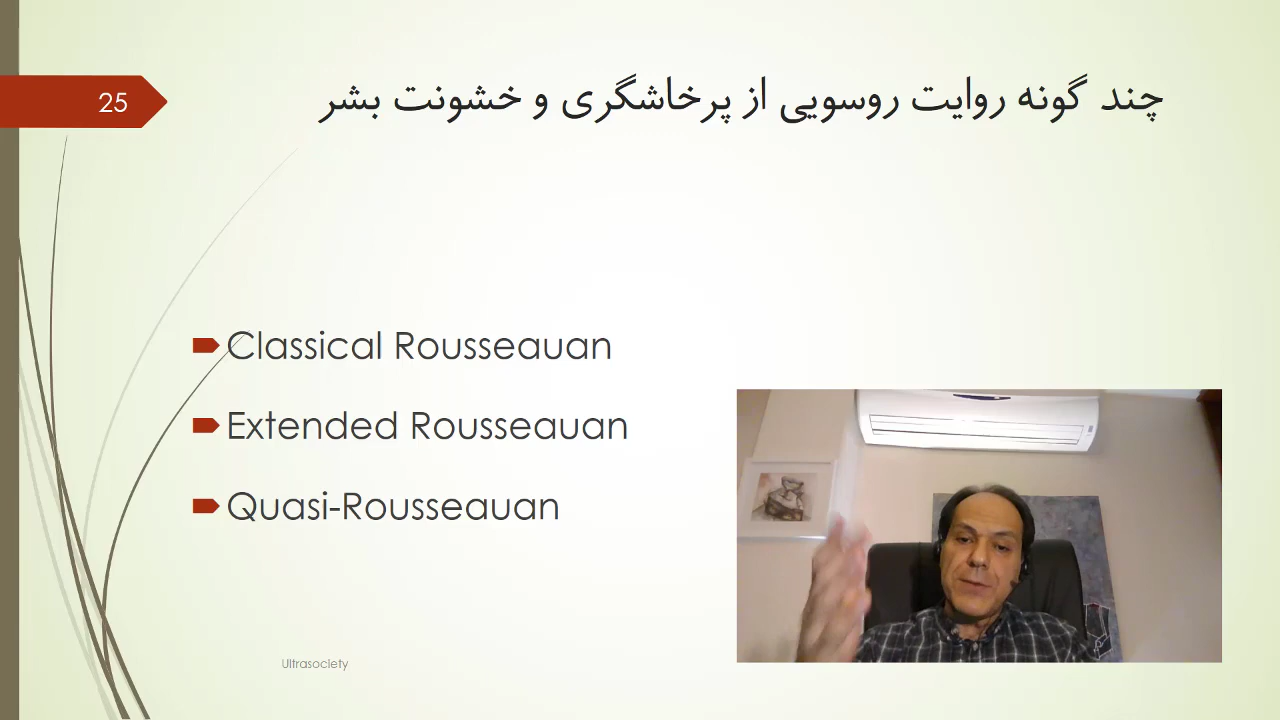 25
چند گونه روایت روسویی از پرخاشگری و خشونت بشر
Classical Rousseauan
Extended Rousseauan
Quasi-Rousseauan
Ultrasociety